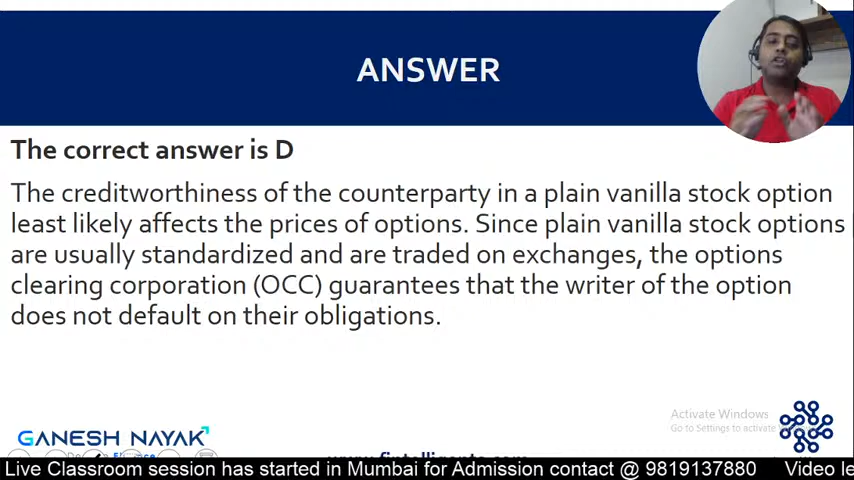 ANSWER
The correct answer is D
The creditworthiness of the counterparty in a plain vanilla stock option
least likely affects the prices of options. Since plain vanilla stock options
are usually standardized and are traded on exchanges, the options
clearing corporation (OCC) guarantees that the writer of the option
does not default on their obligations.
Activate Windows
Go to Settings to activate
GANESH NAYAK
Live Classroom session has started in Mumbai for Admission contact @ 9819137880 Video le